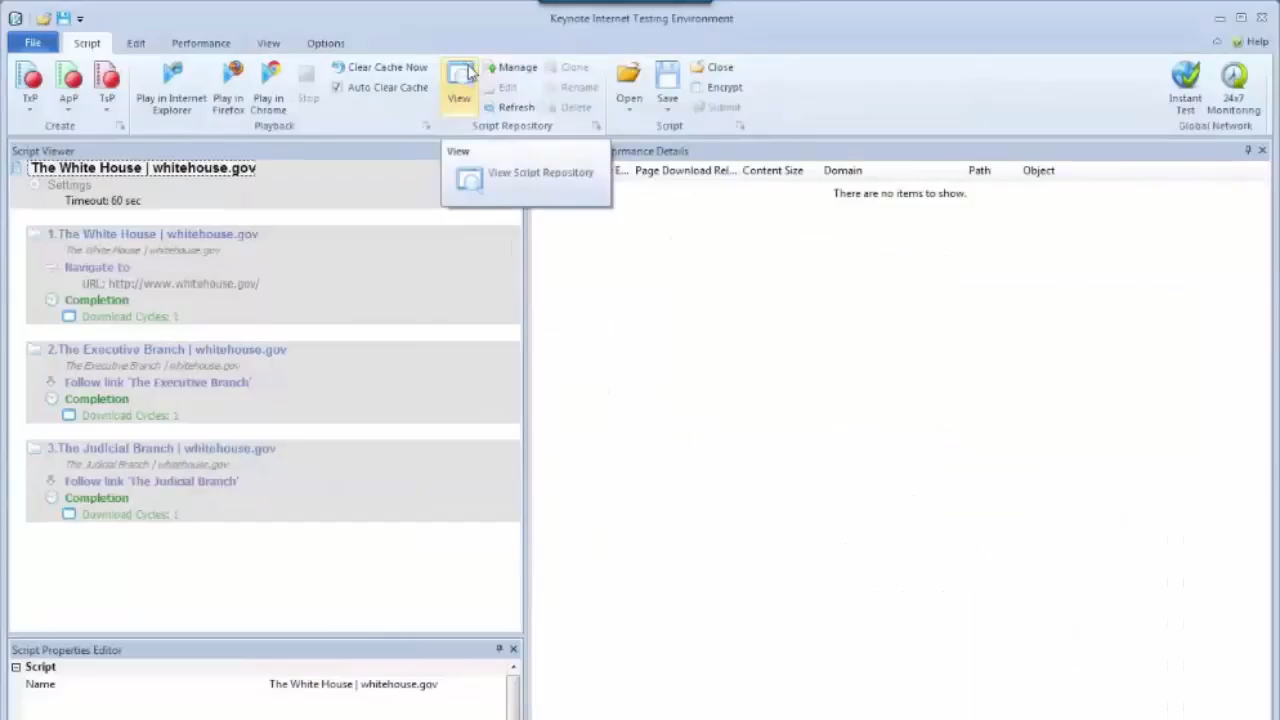 Keynote Internet Testing Environment
File Script Edit Performance View Options Help
TxP ApP TsP
Create
Play in Internet Explorer Play in Firefox Play in Chrome Stop
Clear Cache Now
Auto Clear Cache
Playback
View
Manage Clone
Edit Rename
Refresh Delete
Script Repository
Open Save
Close
Encrypt
Submit
Script
Instant Test 24x7 Monitoring
Global Network
View
View Script Repository
Script Viewer
The White House | whitehouse.gov
Settings
Timeout: 60 sec
1.The White House | whitehouse.gov
The White House | whitehouse.gov
Navigate to
URL: http://www.whitehouse.gov/
Completion
Download Cycles: 1
2.The Executive Branch | whitehouse.gov
The Executive Branch | whitehouse.gov
Follow link 'The Executive Branch'
Completion
Download Cycles: 1
3.The Judicial Branch | whitehouse.gov
The Judicial Branch | whitehouse.gov
Follow link 'The Judicial Branch'
Completion
Download Cycles: 1
rmance Details
E... Page Download Rel... Content Size Domain Path Object
There are no items to show.
Script Properties Editor
Script
Name The White House | whitehouse.gov